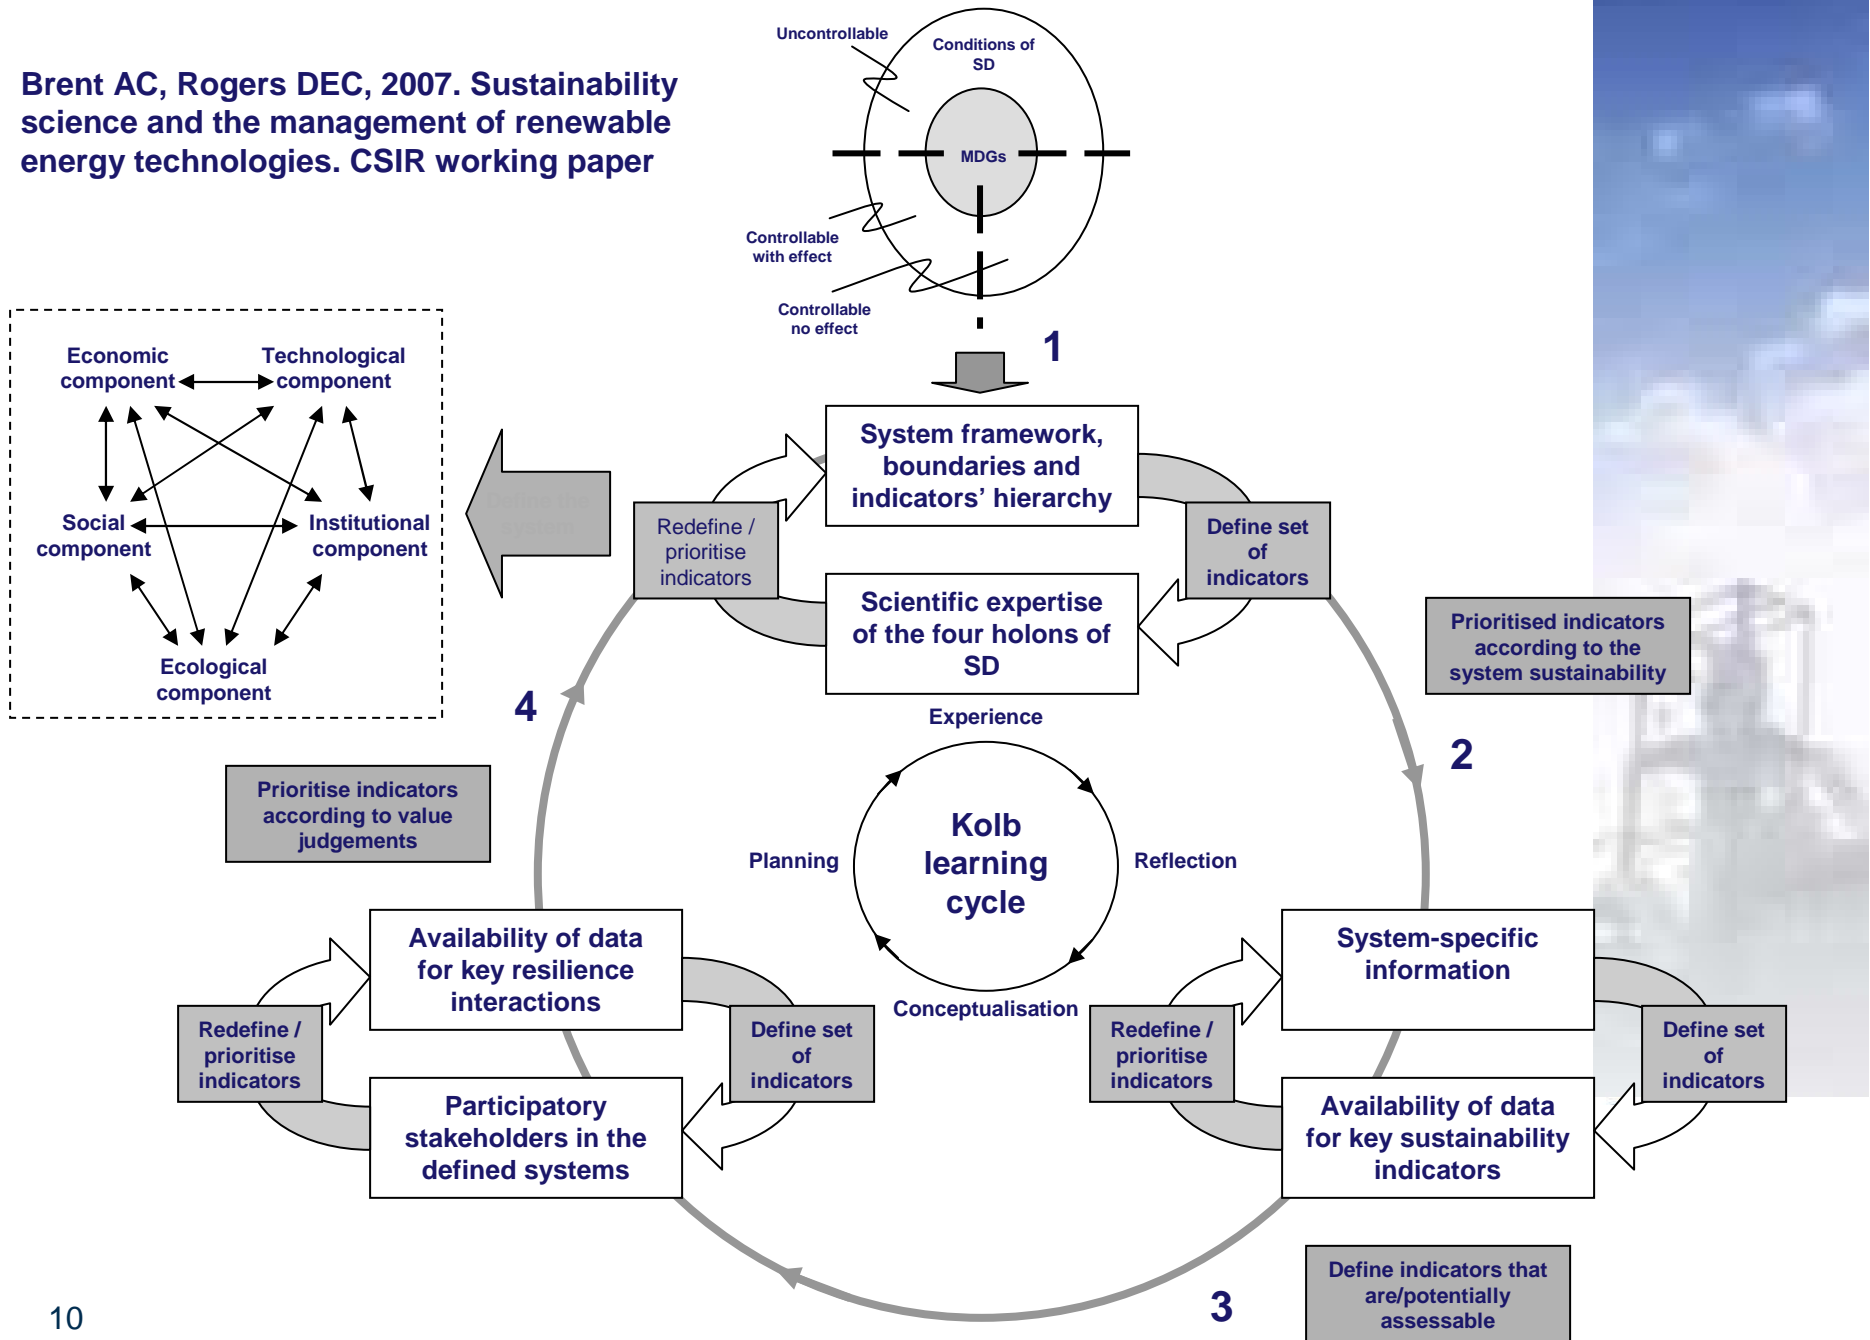 Brent AC, Rogers DEC, 2007. Sustainability
science and the management of renewable
energy technologies. CSIR working paper
Uncontrollable
Conditions of
SD
MDGs
Controllable
with effect
Controllable
no effect
1
Economic
component
Technological
component
Social
component
Institutional
component
Ecological
component
Define the
system
System framework,
boundaries and
indicators’ hierarchy
Redefine /
prioritise
indicators
Define set
of
indicators
Scientific expertise
of the four holons of
SD
Prioritised indicators
according to the
system sustainability
4
2
Experience
Kolb
learning
cycle
Planning
Reflection
Conceptualisation
Prioritise indicators
according to value
judgements
Availability of data
for key resilience
interactions
Redefine /
prioritise
indicators
Define set
of
indicators
Participatory
stakeholders in the
defined systems
System-specific
information
Redefine /
prioritise
indicators
Define set
of
indicators
Availability of data
for key sustainability
indicators
3
Define indicators that
are/potentially
assessable
10